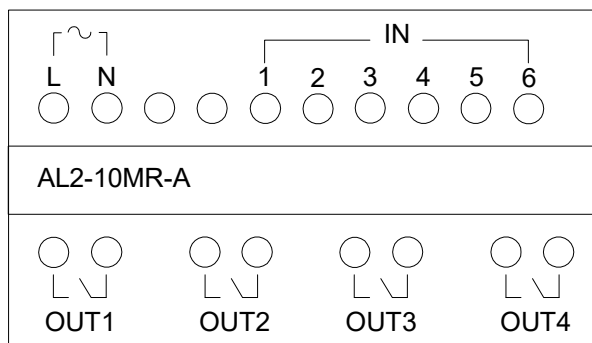 IN
L N 1 2 3 4 5 6
AL2-10MR-A
OUT1 OUT2 OUT3 OUT4